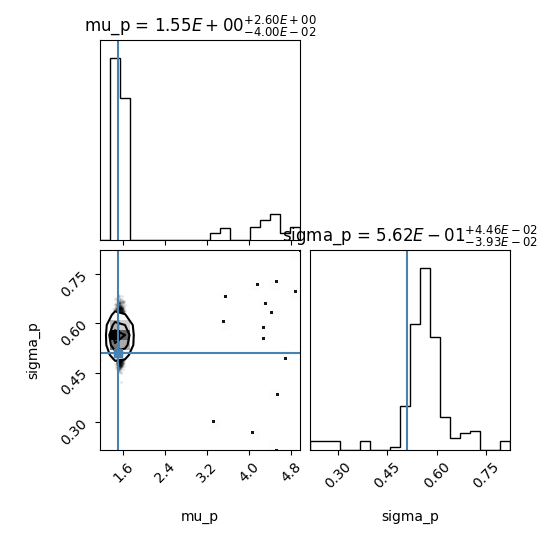 mu_p = 1.55E+00^{+2.60E+00}_{-4.00E-02}
sigma_p = 5.62E-01^{+4.46E-02}_{-3.93E-02}
sigma_p
0.75
0.60
0.45
0.30
1.6 2.4 3.2 4.0 4.8
0.30 0.45 0.60 0.75
mu_p
sigma_p